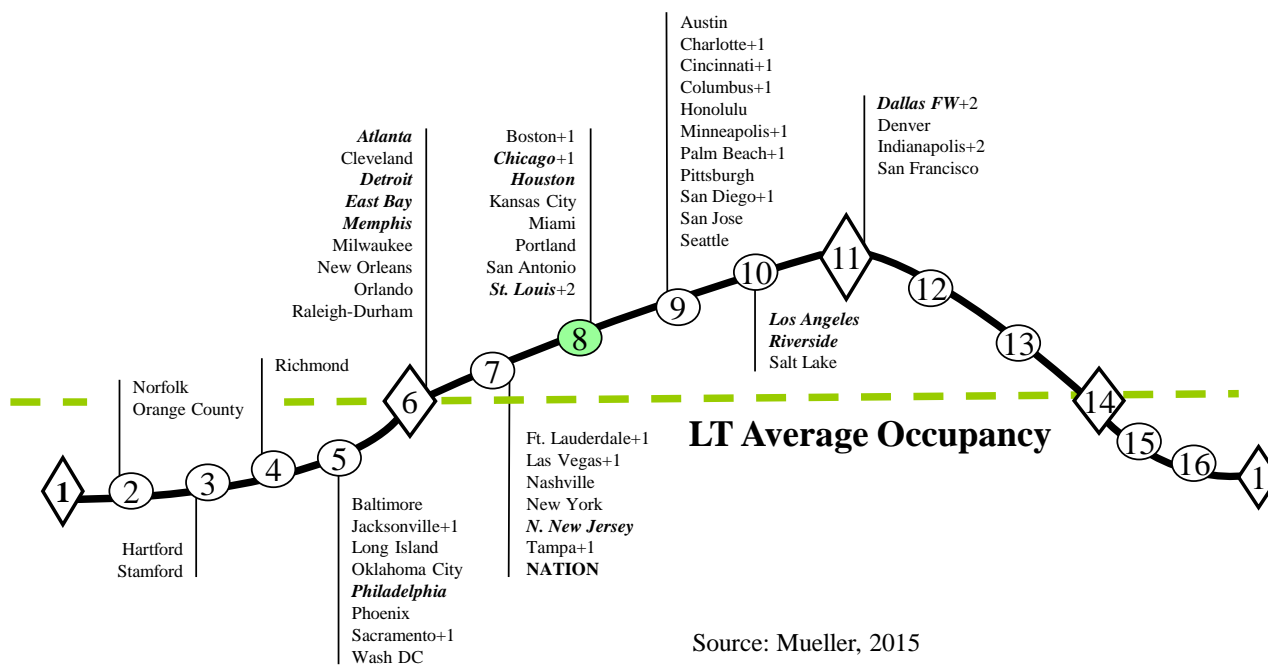 Austin
Charlotte+1
Cincinnati+1
Columbus+1
Honolulu
Minneapolis+1
Palm Beach+1
Pittsburgh
San Diego+1
San Jose
Seattle
Dallas FW+2
Denver
Indianapolis+2
San Francisco
Atlanta
Cleveland
Detroit
East Bay
Memphis
Milwaukee
New Orleans
Orlando
Raleigh-Durham
Boston+1
Chicago+1
Houston
Kansas City
Miami
Portland
San Antonio
St. Louis+2
Los Angeles
Riverside
Salt Lake
Richmond
Norfolk
Orange County
1
2
3
4
5
6
7
8
9
10
11
12
13
14
15
16
1
LT Average Occupancy
Hartford
Stamford
Baltimore
Jacksonville+1
Long Island
Oklahoma City
Philadelphia
Phoenix
Sacramento+1
Wash DC
Ft. Lauderdale+1
Las Vegas+1
Nashville
New York
N. New Jersey
Tampa+1
NATION
Source: Mueller, 2015